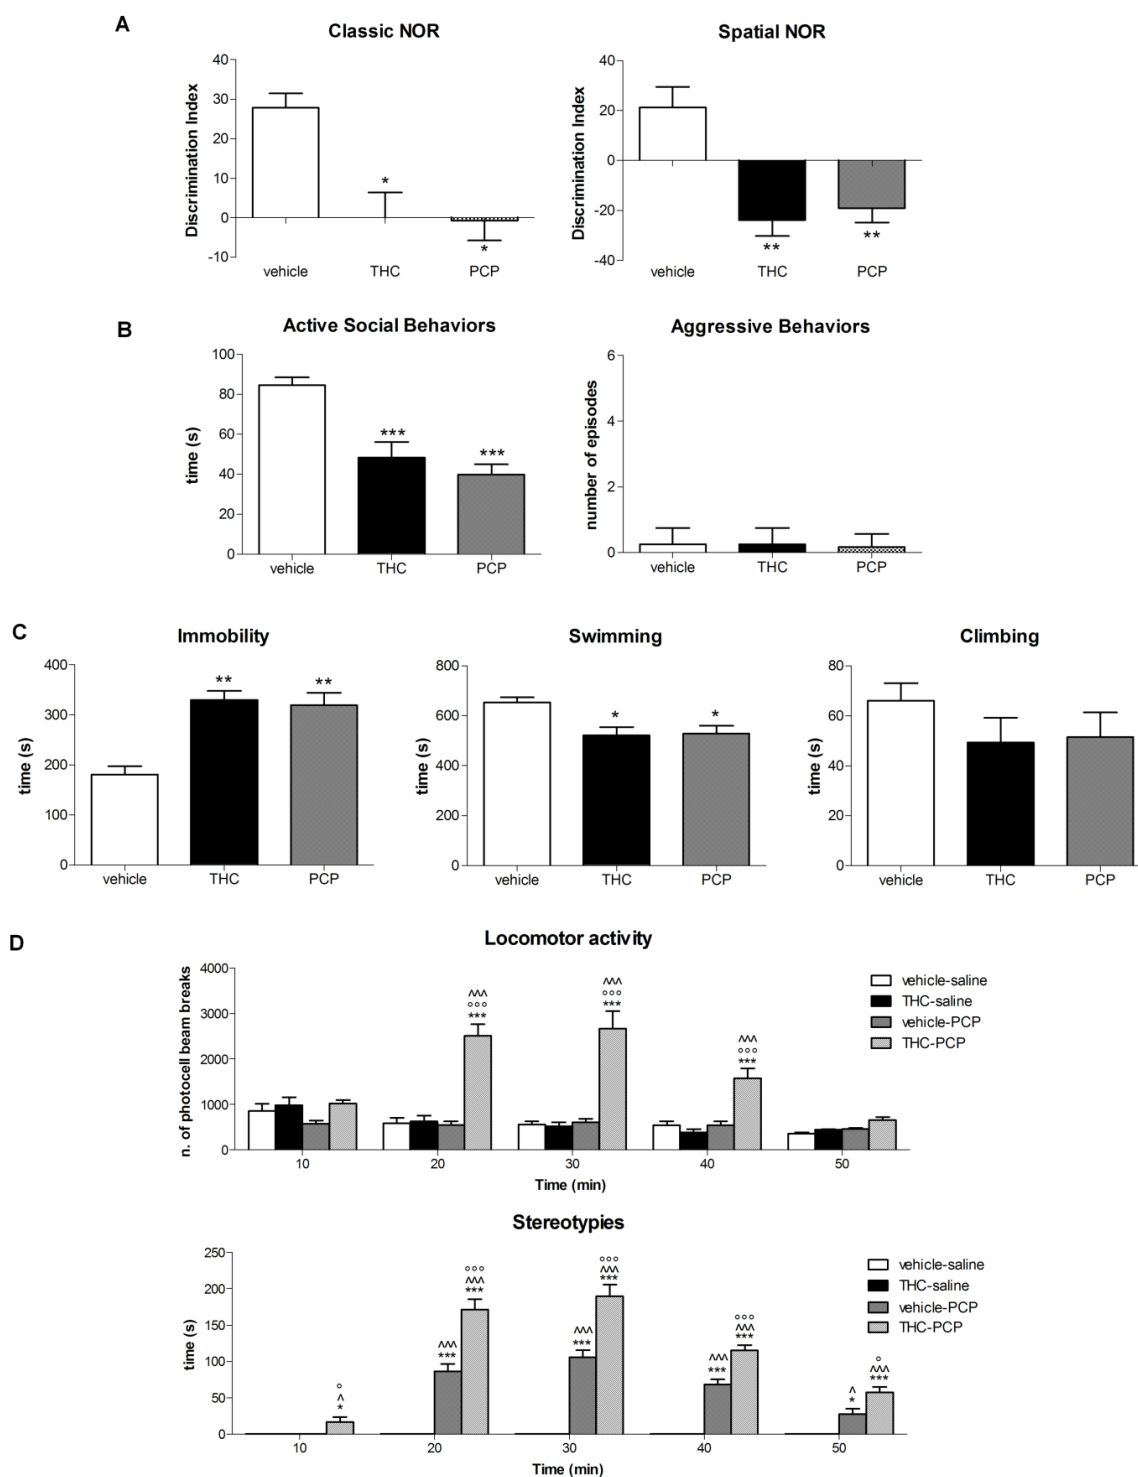 A
Classic NOR
Discrimination Index
40
30
20
10
0
-10
*
*
vehicle THC PCP
Spatial NOR
Discrimination Index
40
20
0
-20
-40
**
**
vehicle THC PCP
B
Active Social Behaviors
time (s)
100
80
60
40
20
0
***
***
vehicle THC PCP
Aggressive Behaviors
number of episodes
6
4
2
0
vehicle THC PCP
C
Immobility
time (s)
400
300
200
100
0
** **
vehicle THC PCP
Swimming
time (s)
800
600
400
200
0
* *
vehicle THC PCP
Climbing
time (s)
80
60
40
20
0
vehicle THC PCP
D
Locomotor activity
n. of photocell beam breaks
4000
3000
2000
1000
0
^^^
°°°
***
^^^
°°°
***
^^^
°°°
***
10 20 30 40 50
Time (min)
vehicle-saline
THC-saline
vehicle-PCP
THC-PCP
Stereotypies
time (s)
250
200
150
100
50
0
°
^
*
^^^
***
°°°
^^^
***
^^^
***
°°°
^^^
***
^^^
***
°°°
^^^
***
^
*
°
^^^
***
10 20 30 40 50
Time (min)
vehicle-saline
THC-saline
vehicle-PCP
THC-PCP